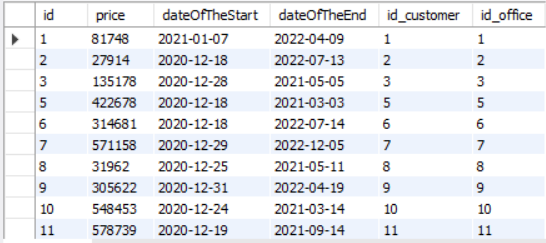 id price dateOfTheStart dateOfTheEnd id_customer id_office
1 81748 2021-01-07 2022-04-09 1 1
2 27914 2020-12-18 2022-07-13 2 2
3 135178 2020-12-28 2021-05-05 3 3
5 422678 2020-12-18 2021-03-03 5 5
6 314681 2020-12-18 2022-07-14 6 6
7 571158 2020-12-29 2022-12-05 7 7
8 31962 2020-12-25 2021-05-11 8 8
9 305622 2020-12-31 2022-04-19 9 9
10 548453 2020-12-24 2021-03-14 10 10
11 578739 2020-12-19 2021-09-14 11 11